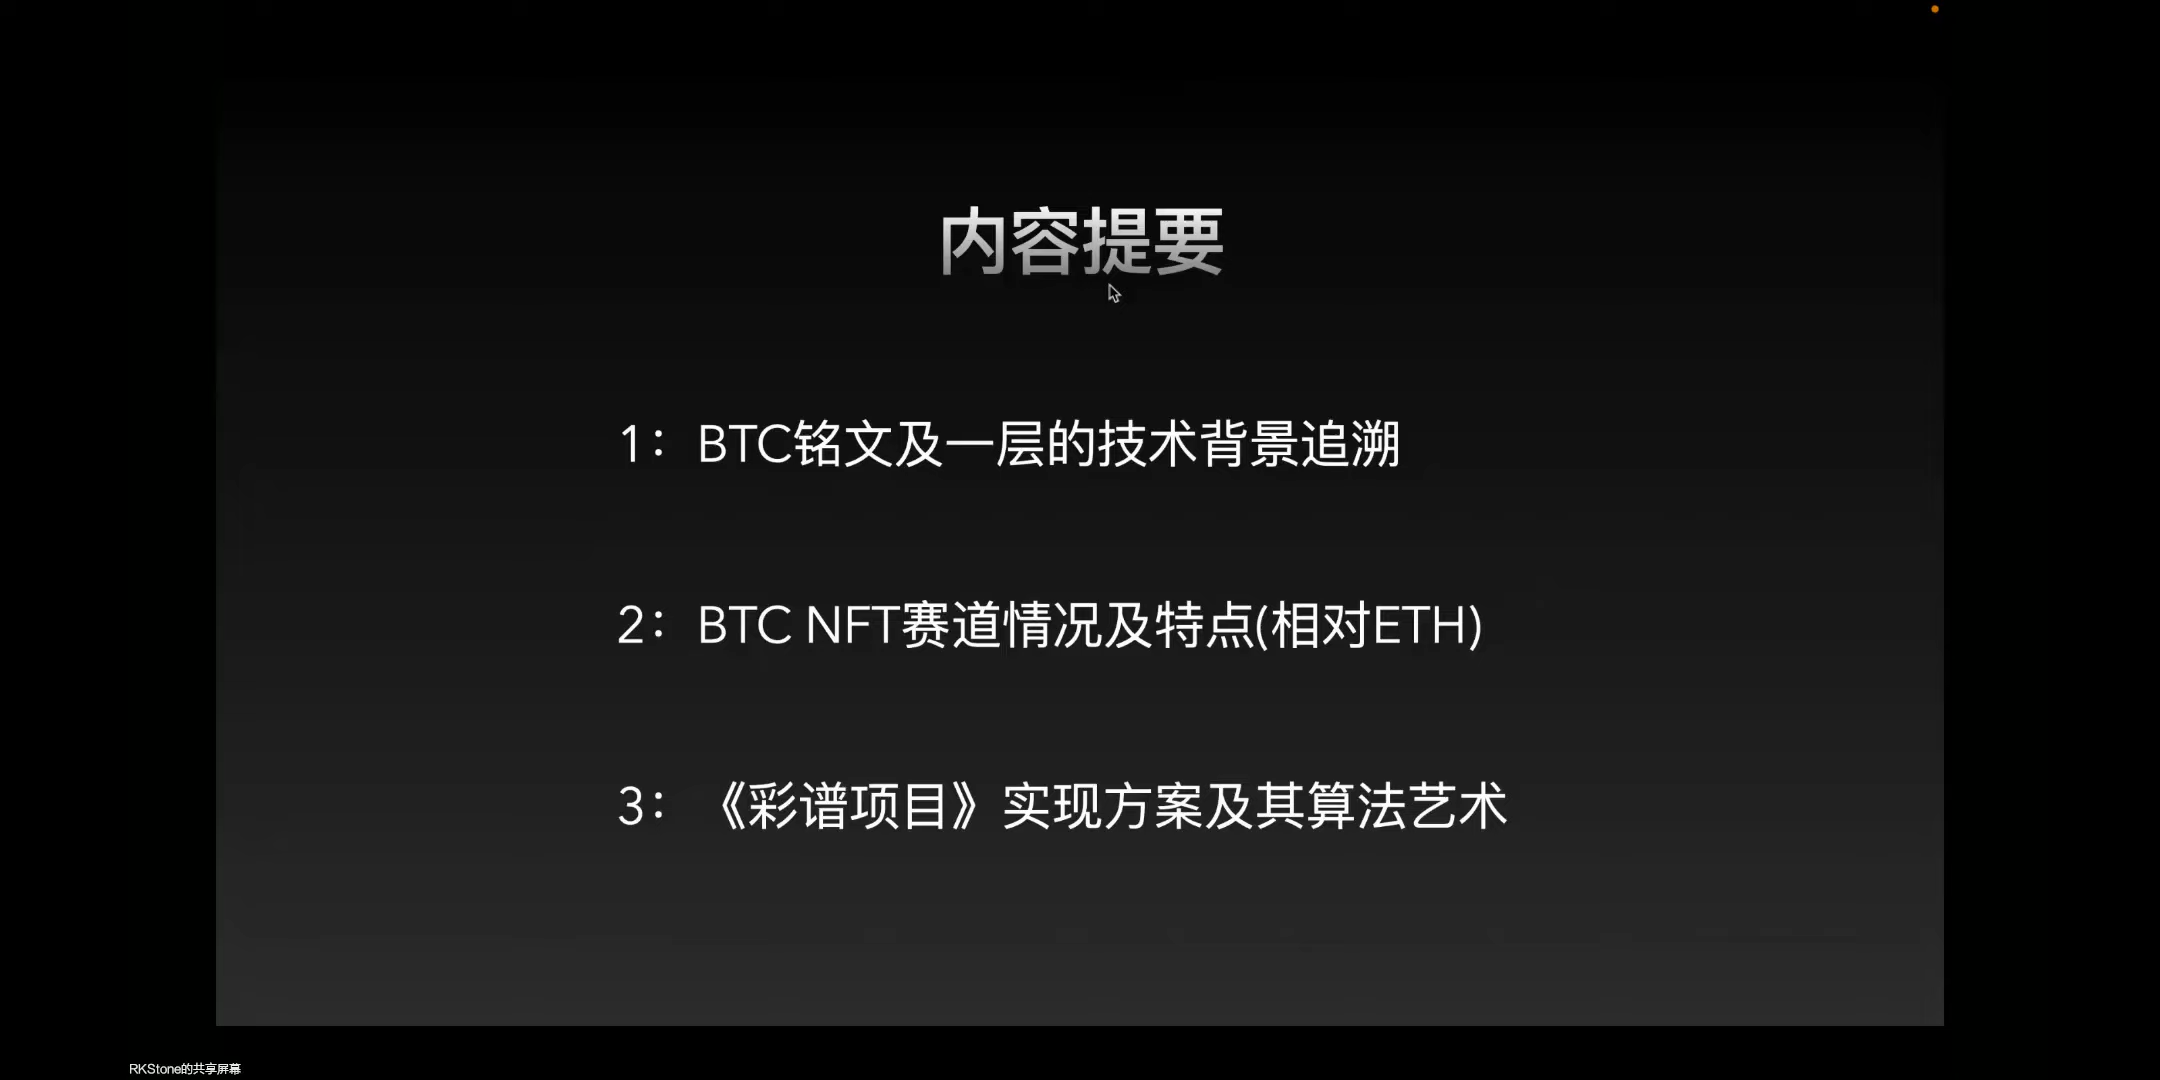 内容提要
1：BTC铭文及一层的技术背景追溯
2：BTC NFT赛道情况及特点(相对ETH)
3：《彩谱项目》实现方案及其算法艺术
RKStone的共享屏幕